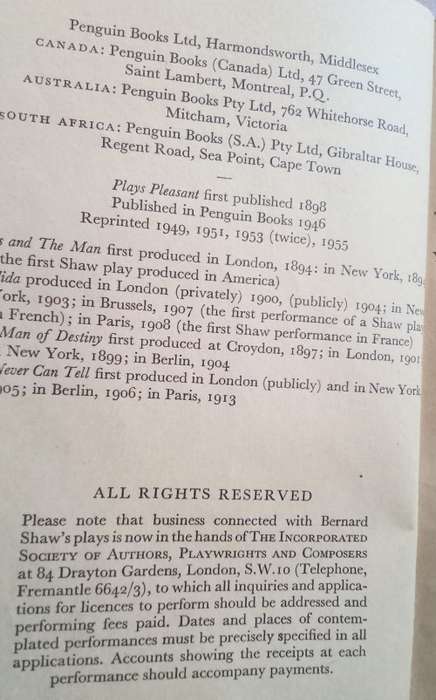 Penguin Books Ltd, Harmondsworth, Middlesex
CANADA: Penguin Books (Canada) Ltd, 47 Green Street,
Saint Lambert, Montreal, P.Q.
AUSTRALIA: Penguin Books Pty Ltd, 762 Whitehorse Road,
Mitcham, Victoria
SOUTH AFRICA: Penguin Books (S.A.) Pty Ltd, Gibraltar House,
Regent Road, Sea Point, Cape Town
Plays Pleasant first published 1898
Published in Penguin Books 1946
Reprinted 1949, 1951, 1953 (twice), 1955
and The Man first produced in London, 1894: in New York,
the first Shaw play produced in America)
produced in London (privately) 1900, (publicly) 1904; in
1903; in Brussels, 1907 (the first performance of a Shaw
French); in Paris, 1908 (the first Shaw performance in France)
Man of Destiny first produced at Croydon, 1897; in London, 1901
New York, 1899; in Berlin, 1904
Never Can Tell first produced in London (publicly) and in New York
in Berlin, 1906; in Paris, 1913
ALL RIGHTS RESERVED
Please note that business connected with Bernard
Shaw's plays is now in the hands of THE INCORPORATED
SOCIETY OF AUTHORS, PLAYWRIGHTS AND COMPOSERS
at 84 Drayton Gardens, London, S.W.10 (Telephone,
Fremantle 6642/3), to which all inquiries and applica-
tions for licences to perform should be addressed and
performing fees paid. Dates and places of contem-
plated performances must be precisely specified in all
applications. Accounts showing the receipts at each
performance should accompany payments.